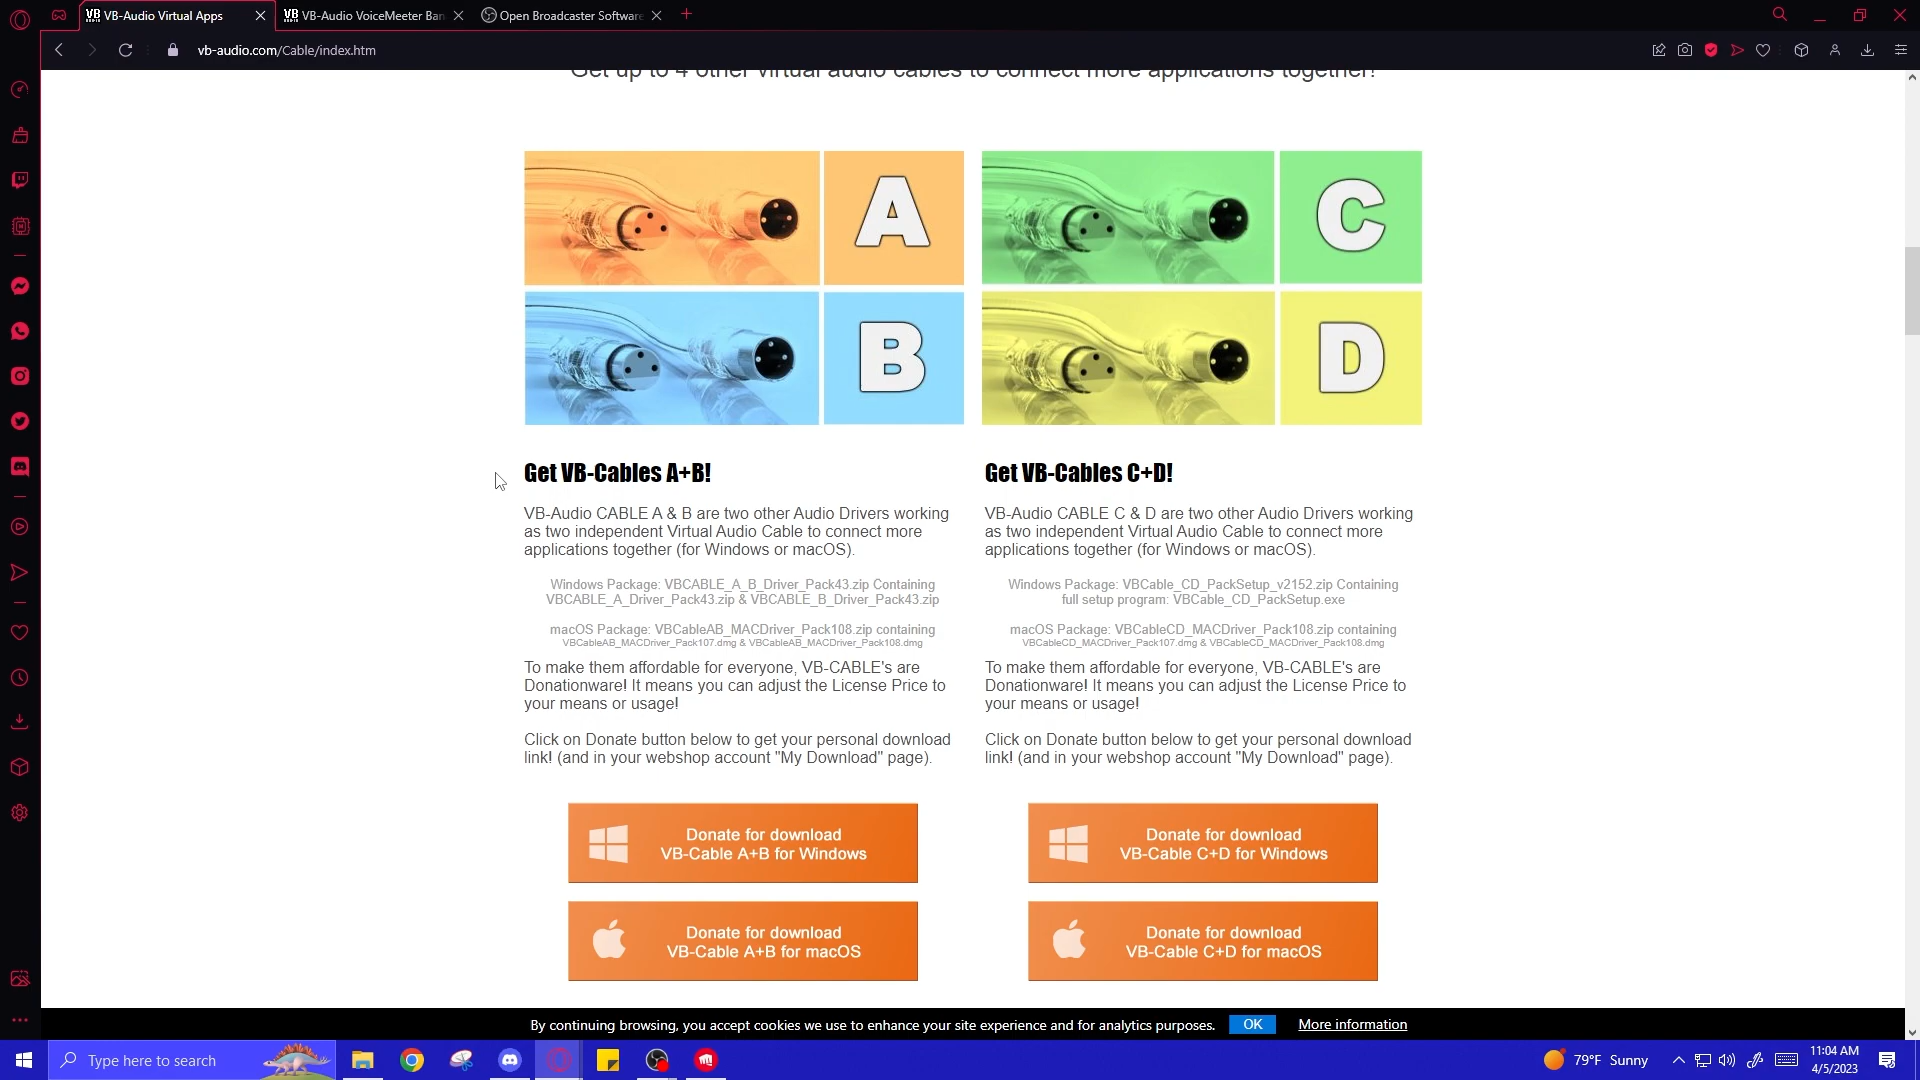 VB-Audio Virtual Apps
VB-Audio VoiceMeeter Ban
Open Broadcaster Software
vb-audio.com/Cable/index.htm
Get up to 4 other virtual audio cables to connect more applications together!
A
C
B
D
Get VB-Cables A+B!
VB-Audio CABLE A & B are two other Audio Drivers working
as two independent Virtual Audio Cable to connect more
applications together (for Windows or macOS).
Windows Package: VBCABLE_A_B_Driver_Pack43.zip Containing
VBCABLE_A_Driver_Pack43.zip & VBCABLE_B_Driver_Pack43.zip
macOS Package: VBCableAB_MACDriver_Pack108.zip containing
VBCableAB_MACDriver_Pack107.dmg & VBCableAB_MACDriver_Pack108.dmg
To make them affordable for everyone, VB-CABLE's are
Donationware! It means you can adjust the License Price to
your means or usage!
Click on Donate button below to get your personal download
link! (and in your webshop account "My Download" page).
Donate for download
VB-Cable A+B for Windows
Donate for download
VB-Cable A+B for macOS
Get VB-Cables C+D!
VB-Audio CABLE C & D are two other Audio Drivers working
as two independent Virtual Audio Cable to connect more
applications together (for Windows or macOS).
Windows Package: VBCable_CD_PackSetup_v2152.zip Containing
full setup program: VBCable_CD_PackSetup.exe
macOS Package: VBCableCD_MACDriver_Pack108.zip containing
VBCableCD_MACDriver_Pack107.dmg & VBCableCD_MACDriver_Pack108.dmg
To make them affordable for everyone, VB-CABLE's are
Donationware! It means you can adjust the License Price to
your means or usage!
Click on Donate button below to get your personal download
link! (and in your webshop account "My Download" page).
Donate for download
VB-Cable C+D for Windows
Donate for download
VB-Cable C+D for macOS
By continuing browsing, you accept cookies we use to enhance your site experience and for analytics purposes. OK More information
Type here to search
79°F Sunny
11:04 AM
4/5/2023